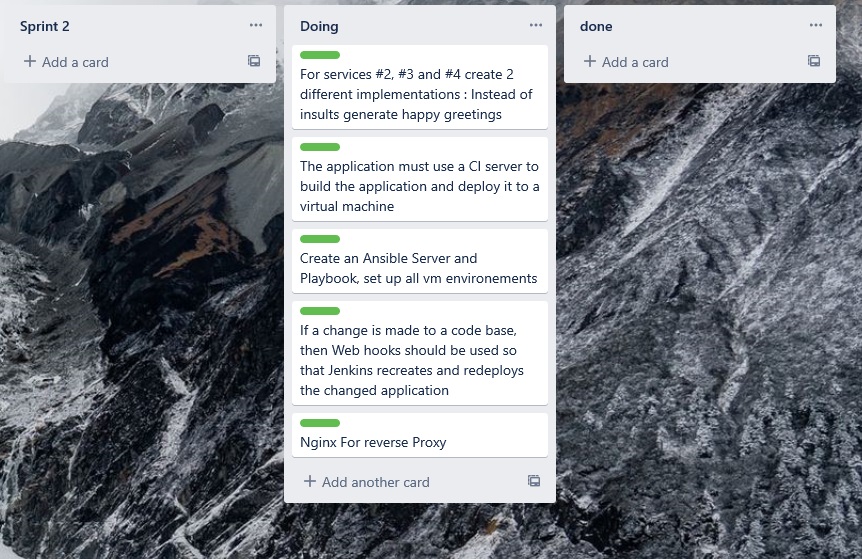 Sprint 2
Add a card
Doing
For services #2, #3 and #4 create 2
different implementations : Instead of
insults generate happy greetings
The application must use a CI server to
build the application and deploy it to a
virtual machine
Create an Ansible Server and
Playbook, set up all vm environements
If a change is made to a code base,
then Web hooks should be used so
that Jenkins recreates and redeploys
the changed application
Nginx For reverse Proxy
Add another card
done
Add a card